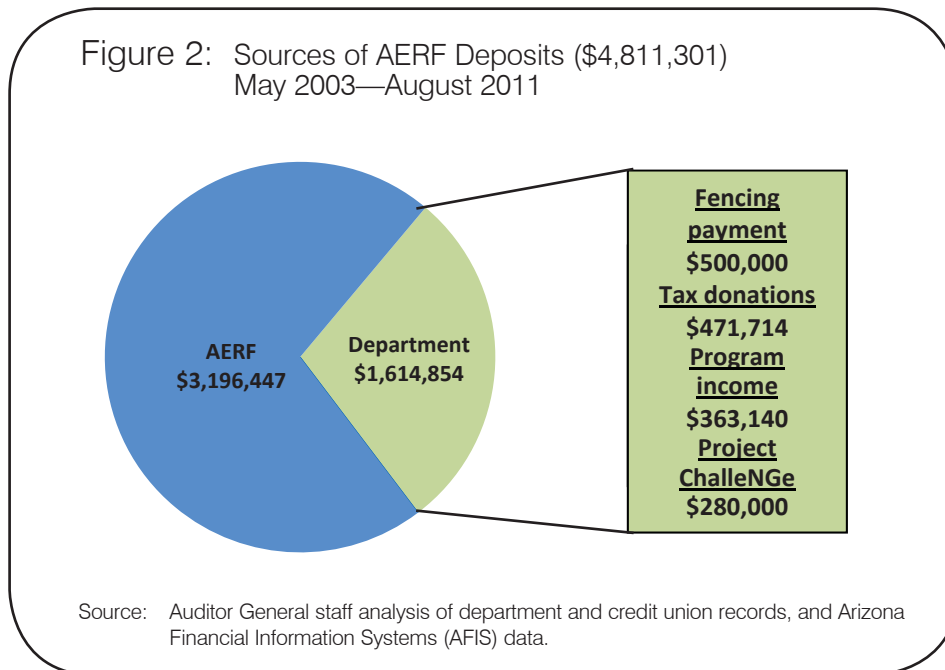 Figure 2: Sources of AERF Deposits ($4,811,301)
May 2003—August 2011
AERF
$3,196,447
Department
$1,614,854
Fencing
payment
$500,000
Tax donations
$471,714
Program
income
$363,140
Project
ChalleNGe
$280,000
Source: Auditor General staff analysis of department and credit union records, and Arizona
Financial Information Systems (AFIS) data.